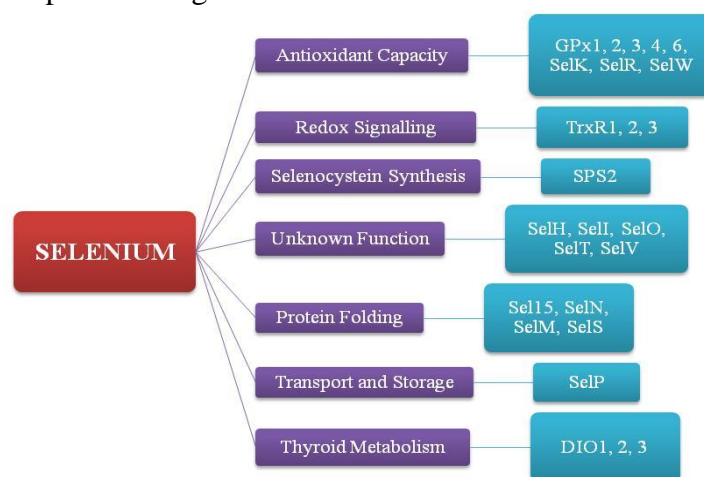 Antioxidant Capacity
GPx1, 2, 3, 4, 6,
SelK, SelR, SelW
Redox Signalling
TrxR1, 2, 3
Selenocystein Synthesis
SPS2
SELENIUM
Unknown Function
SelH, SelI, SelO,
SelT, SelV
Protein Folding
Sel15, SelN,
SelM, SelS
Transport and Storage
SelP
Thyroid Metabolism
DIO1, 2, 3